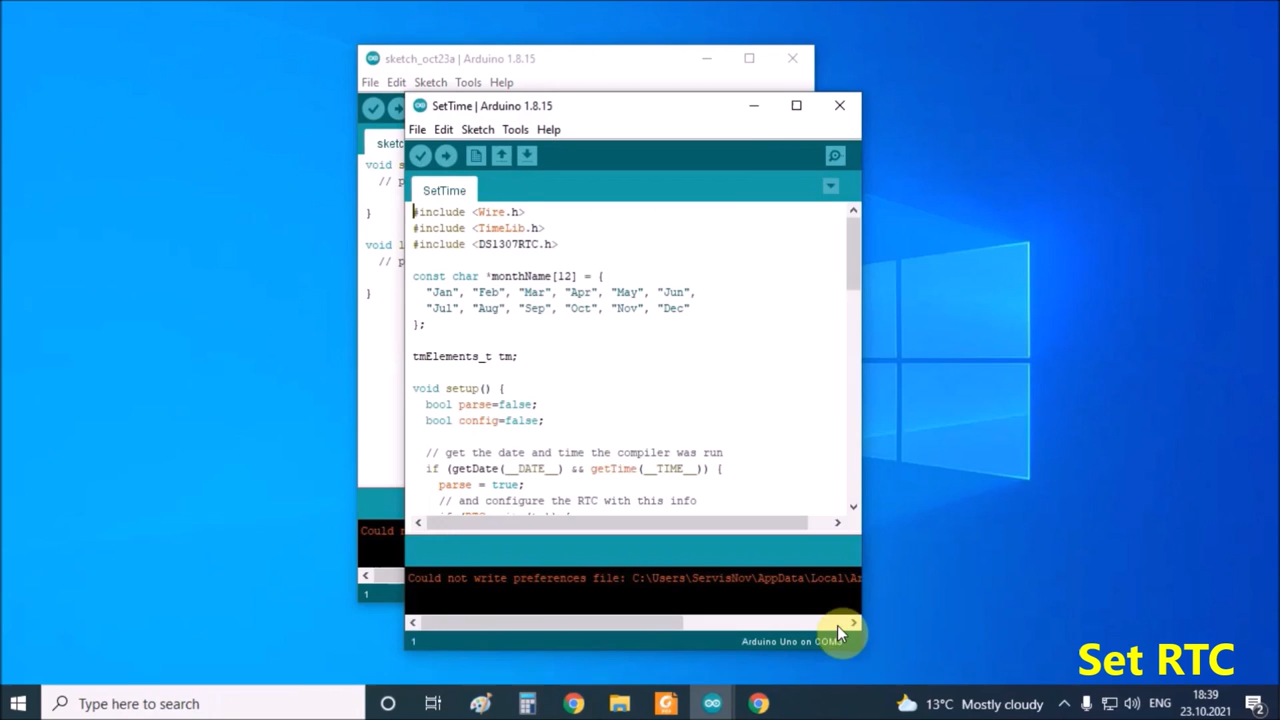 sketch_oct23a | Arduino 1.8.15
File Edit Sketch Tools Help
SetTime | Arduino 1.8.15
File Edit Sketch Tools Help
sketc
SetTime
void s
// p
}
void l
// p
}
#include <Wire.h>
#include <TimeLib.h>
#include <DS1307RTC.h>
const char *monthName[12] = {
"Jan", "Feb", "Mar", "Apr", "May", "Jun",
"Jul", "Aug", "Sep", "Oct", "Nov", "Dec"
};
tmElements_t tm;
void setup() {
bool parse=false;
bool config=false;
// get the date and time the compiler was run
if (getDate(__DATE__) && getTime(__TIME__)) {
parse = true;
// and configure the RTC with this info
Could n
Could not write preferences file: C:\Users\ServisNov\AppData\Local\Ar
1
1
Arduino Uno on COM
Set RTC
Type here to search
13°C Mostly cloudy
ENG
18:39
23.10.2021
2